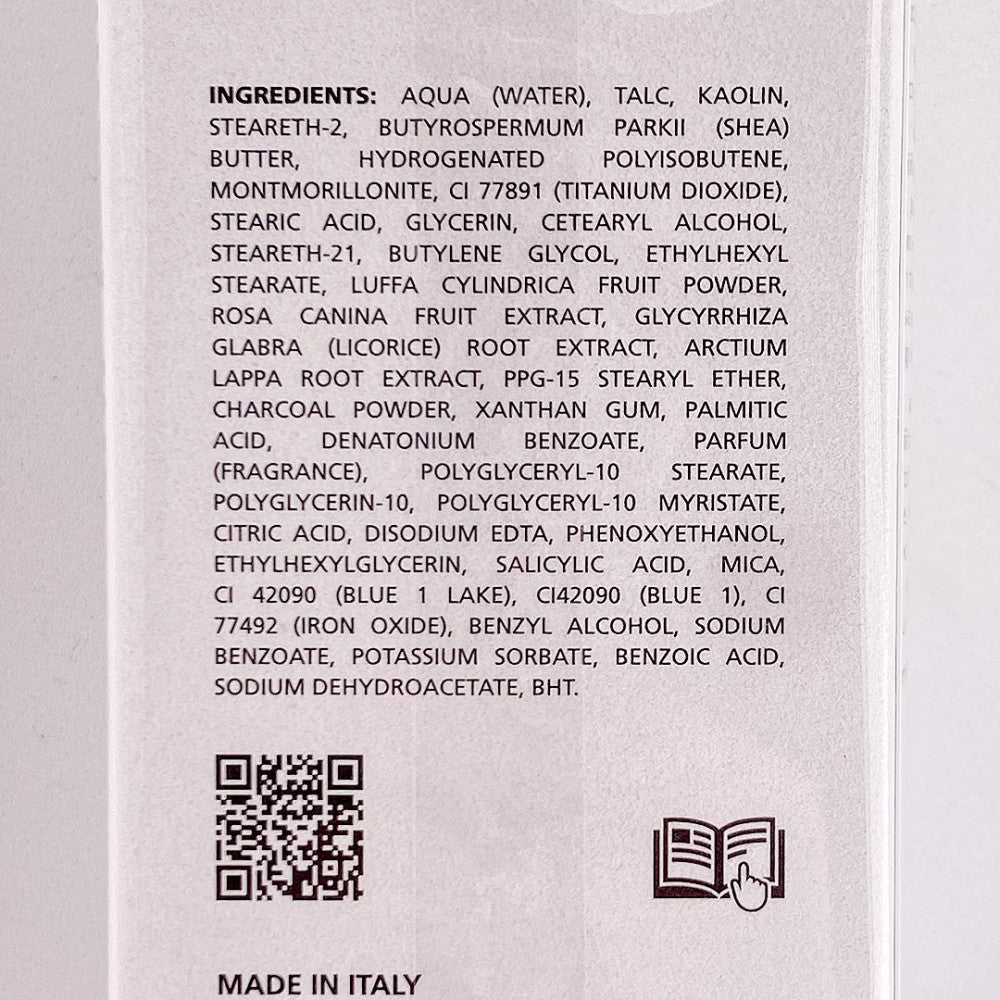 INGREDIENTS: AQUA (WATER), TALC, KAOLIN,
STEARETH-2, BUTYROSPERMUM PARKII (SHEA)
BUTTER, HYDROGENATED POLYISOBUTENE,
MONTMORILLONITE, CI 77891 (TITANIUM DIOXIDE),
STEARIC ACID, GLYCERIN, CETEARYL ALCOHOL,
STEARETH-21, BUTYLENE GLYCOL, ETHYLHEXYL
STEARATE, LUFFA CYLINDRICA FRUIT POWDER,
ROSA CANINA FRUIT EXTRACT, GLYCYRRHIZA
GLABRA (LICORICE) ROOT EXTRACT, ARCTIUM
LAPPA ROOT EXTRACT, PPG-15 STEARYL ETHER,
CHARCOAL POWDER, XANTHAN GUM, PALMITIC
ACID, DENATONIUM BENZOATE, PARFUM
(FRAGRANCE), POLYGLYCERYL-10 STEARATE,
POLYGLYCERIN-10, POLYGLYCERYL-10 MYRISTATE,
CITRIC ACID, DISODIUM EDTA, PHENOXYETHANOL,
ETHYLHEXYLGLYCERIN, SALICYLIC ACID, MICA,
CI 42090 (BLUE 1 LAKE), CI42090 (BLUE 1), CI
77492 (IRON OXIDE), BENZYL ALCOHOL, SODIUM
BENZOATE, POTASSIUM SORBATE, BENZOIC ACID,
SODIUM DEHYDROACETATE, BHT.
MADE IN ITALY